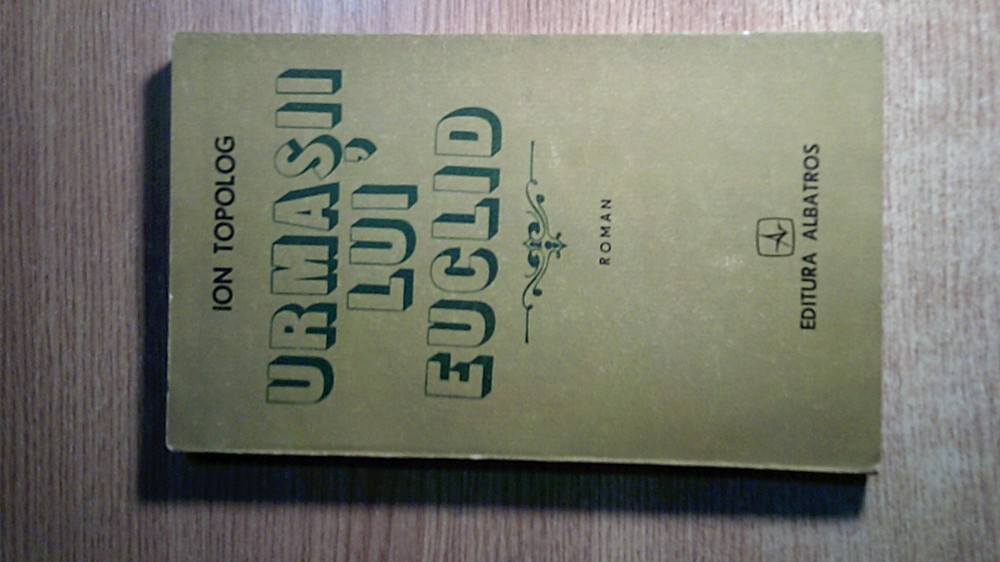 ION TOPOLOG
URMAȘII
LUI
EUCLID
ROMAN
EDITURA ALBATROS